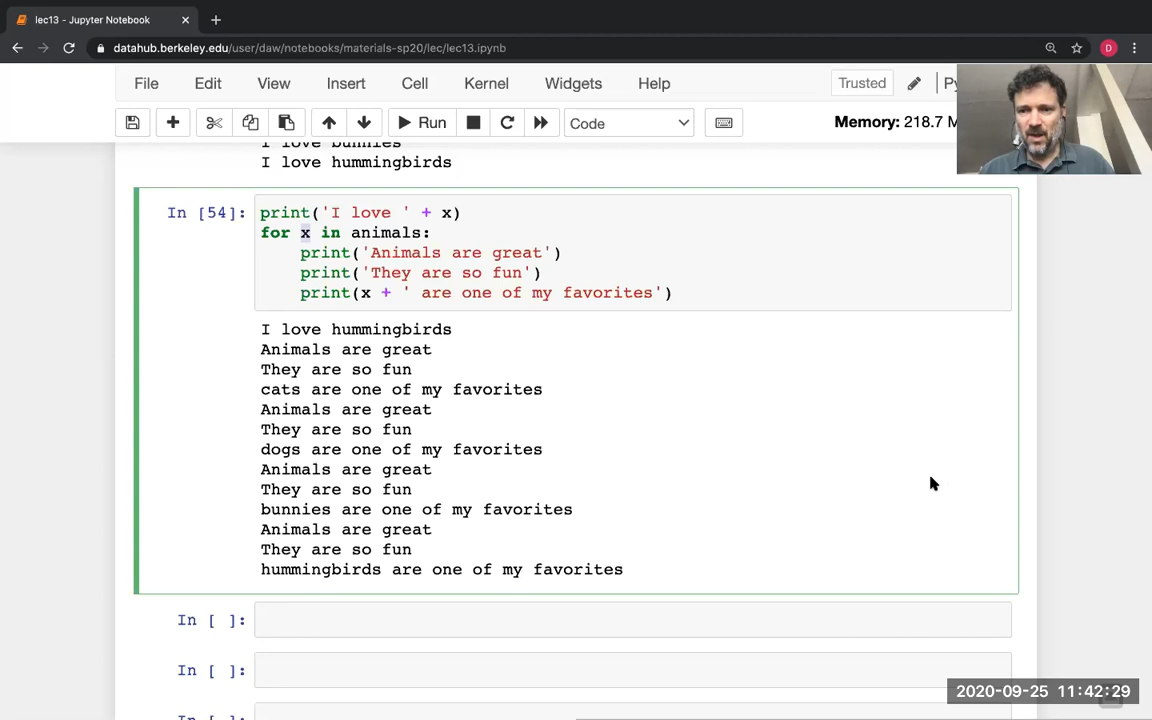 lec13 - Jupyter Notebook
datahub.berkeley.edu/user/daw/notebooks/materials-sp20/lec/lec13.ipynb
D
File Edit View Insert Cell Kernel Widgets Help Trusted
Run Code Memory: 218.7 M
I love bunnies
I love hummingbirds
In [54]: print('I love ' + x)
for x in animals:
    print('Animals are great')
    print('They are so fun')
    print(x + ' are one of my favorites')
I love hummingbirds
Animals are great
They are so fun
cats are one of my favorites
Animals are great
They are so fun
dogs are one of my favorites
Animals are great
They are so fun
bunnies are one of my favorites
Animals are great
They are so fun
hummingbirds are one of my favorites
In [ ]:
In [ ]:
2020-09-25 11:42:29